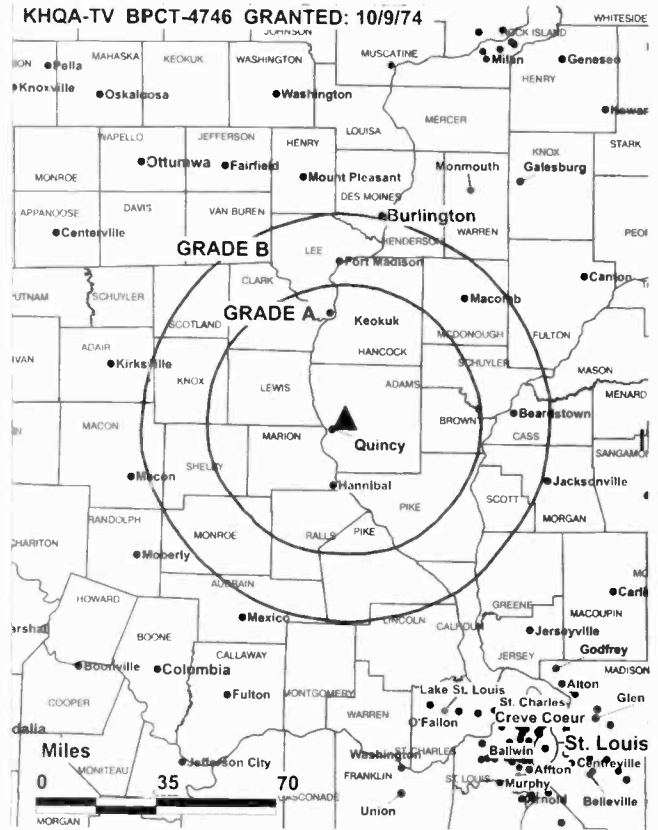 KHQA-TV BPCT-4746 GRANTED: 10/9/74
WHITESIDE
JOHNSON
ROCK ISLAND
MAHASKA
KEOKUK
WASHINGTON
MUSCATINE
Pella
Milan
Geneseo
HENRY
Knoxville
Oskaloosa
Washington
MERCER
LOUISA
STARK
WAPELLO
JEFFERSON
HENRY
KNOX
Ottumwa
Fairfield
Monmouth
Galesburg
MONROE
Mount Pleasant
DES MOINES
APPANOOSE
DAVIS
VAN BUREN
Burlington
WARREN
Centerville
HENDERSON
GRADE B
LEE
Fort Madison
CLARK
Canton
PUTNAM
SCHUYLER
Macomb
GRADE A
SCOTLAND
Keokuk
MCDONOUGH
FULTON
ADAIR
HANCOCK
SCHUYLER
Kirksville
MASON
KNOX
LEWIS
ADAMS
MENARD
MACON
BROWN
Beardstown
MARION
Quincy
CASS
SANGAMON
SHELBY
Macon
Hannibal
Jacksonville
PIKE
SCOTT
RANDOLPH
MORGAN
MONROE
RALLS
PIKE
CHARITON
Moberly
AUDRAIN
HOWARD
GREENE
MACOUPIN
Mexico
LINCOLN
CALHOUN
BOONE
Jerseyville
CALLAWAY
JERSEY
Godfrey
Boonville
Columbia
MADISON
Fulton
MONTGOMERY
Lake St. Louis
Alton
COOPER
St. Charles
Glen
WARREN
O'Fallon
Creve Coeur
Miles
Washington
ST. CHARLES
Ballwin
St. Louis
Jefferson City
Affton
Centreville
MONITEAU
FRANKLIN
ST. LOUIS
Murphy
0 35 70
GASCONADE
Union
Arnold
Belleville
MORGAN